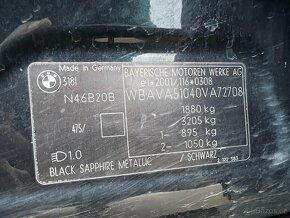 Made in Germany
BAYERISCHE MOTOREN WERKE AG
318I
e1*2001/116*0308
N46B20B
WBAVA51040VA72708
1880 kg
475/
3205 kg
1- 895 kg
2- 1050 kg
1.0
/ SCHWARZ
BLACK SAPPHIRE METALLIC